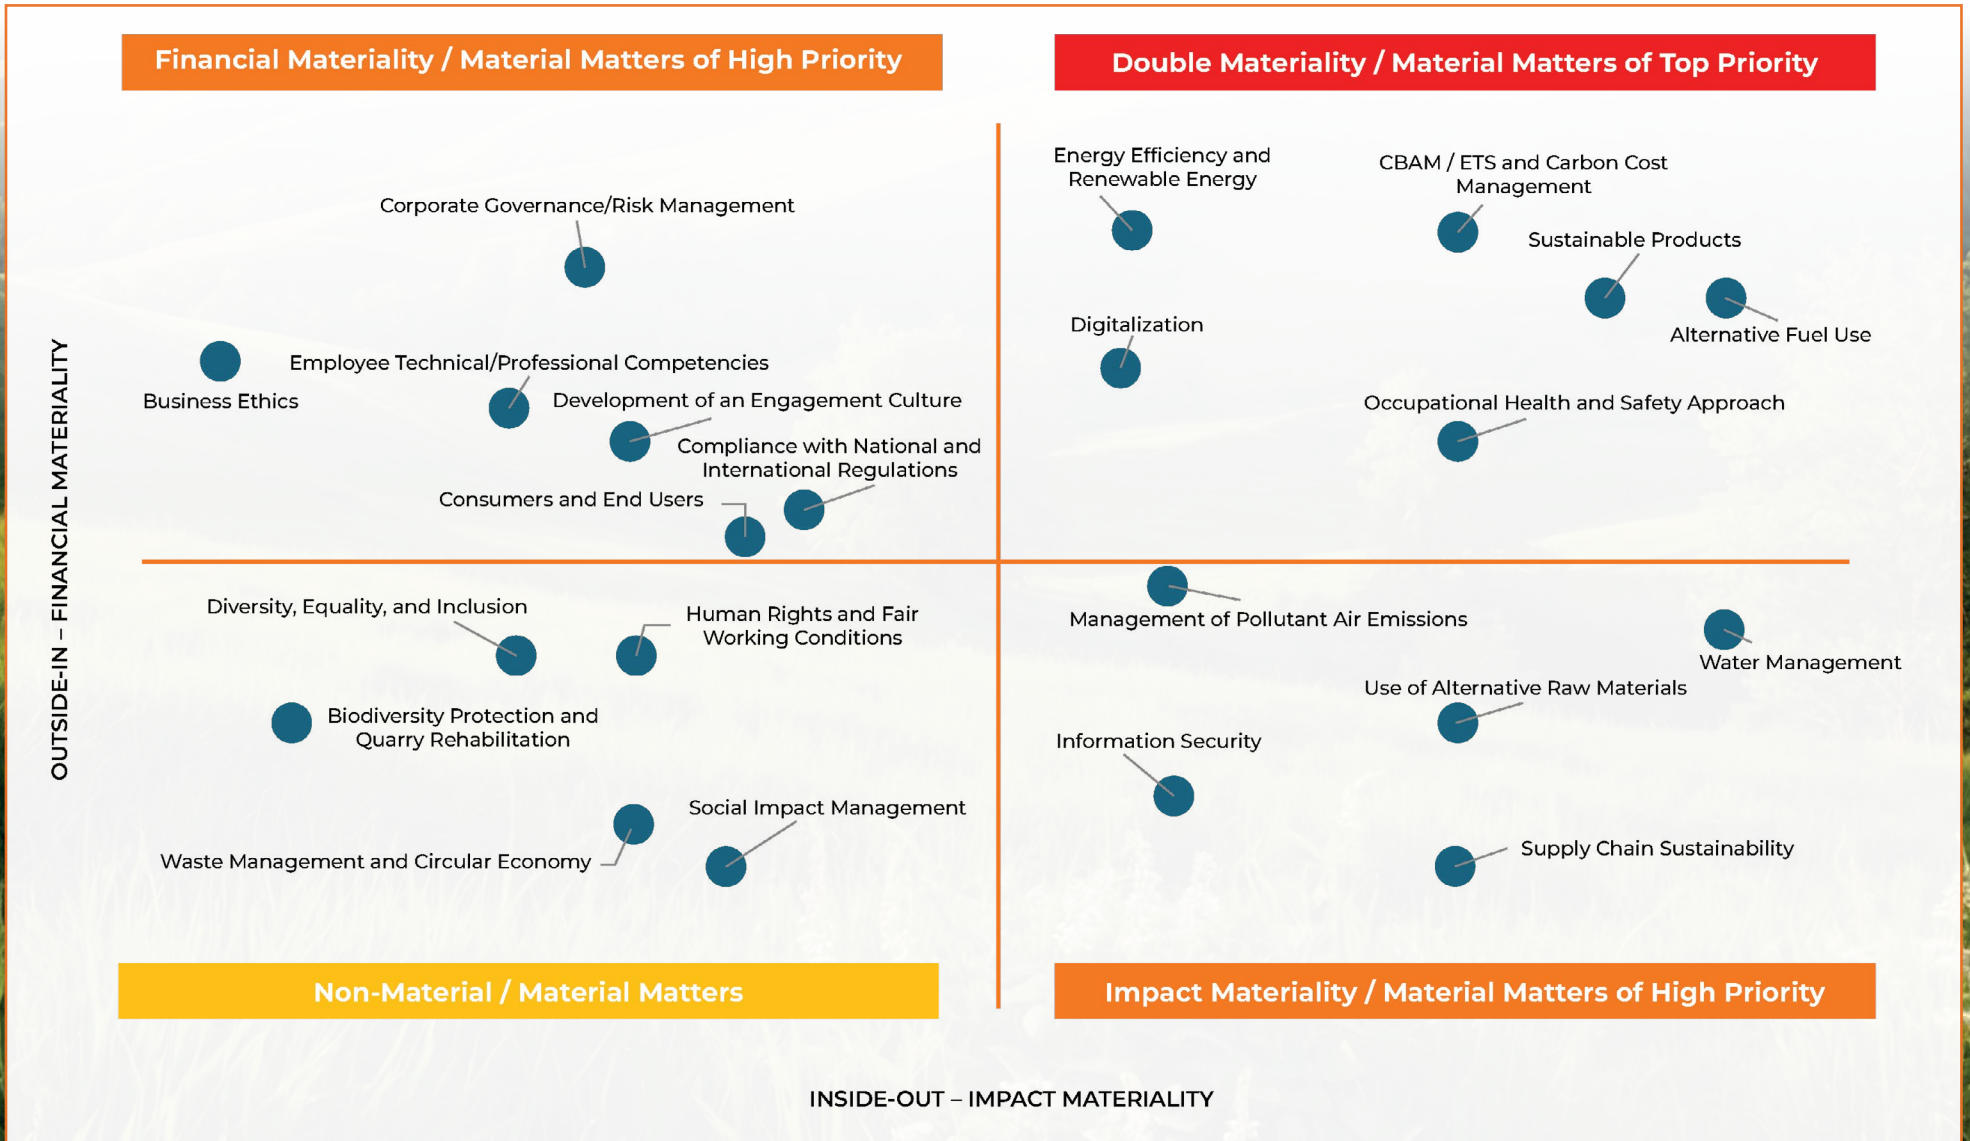 Financial Materiality / Material Matters of High Priority
Double Materiality / Material Matters of Top Priority
Energy Efficiency and
Renewable Energy
CBAM / ETS and Carbon Cost
Management
Corporate Governance/Risk Management
Sustainable Products
Digitalization
Alternative Fuel Use
Employee Technical/Professional Competencies
Business Ethics
Development of an Engagement Culture
Occupational Health and Safety Approach
Compliance with National and
International Regulations
Consumers and End Users
OUTSIDE-IN – FINANCIAL MATERIALITY
Diversity, Equality, and Inclusion
Human Rights and Fair
Working Conditions
Management of Pollutant Air Emissions
Water Management
Use of Alternative Raw Materials
Biodiversity Protection and
Quarry Rehabilitation
Information Security
Social Impact Management
Waste Management and Circular Economy
Supply Chain Sustainability
Non-Material / Material Matters
Impact Materiality / Material Matters of High Priority
INSIDE-OUT – IMPACT MATERIALITY